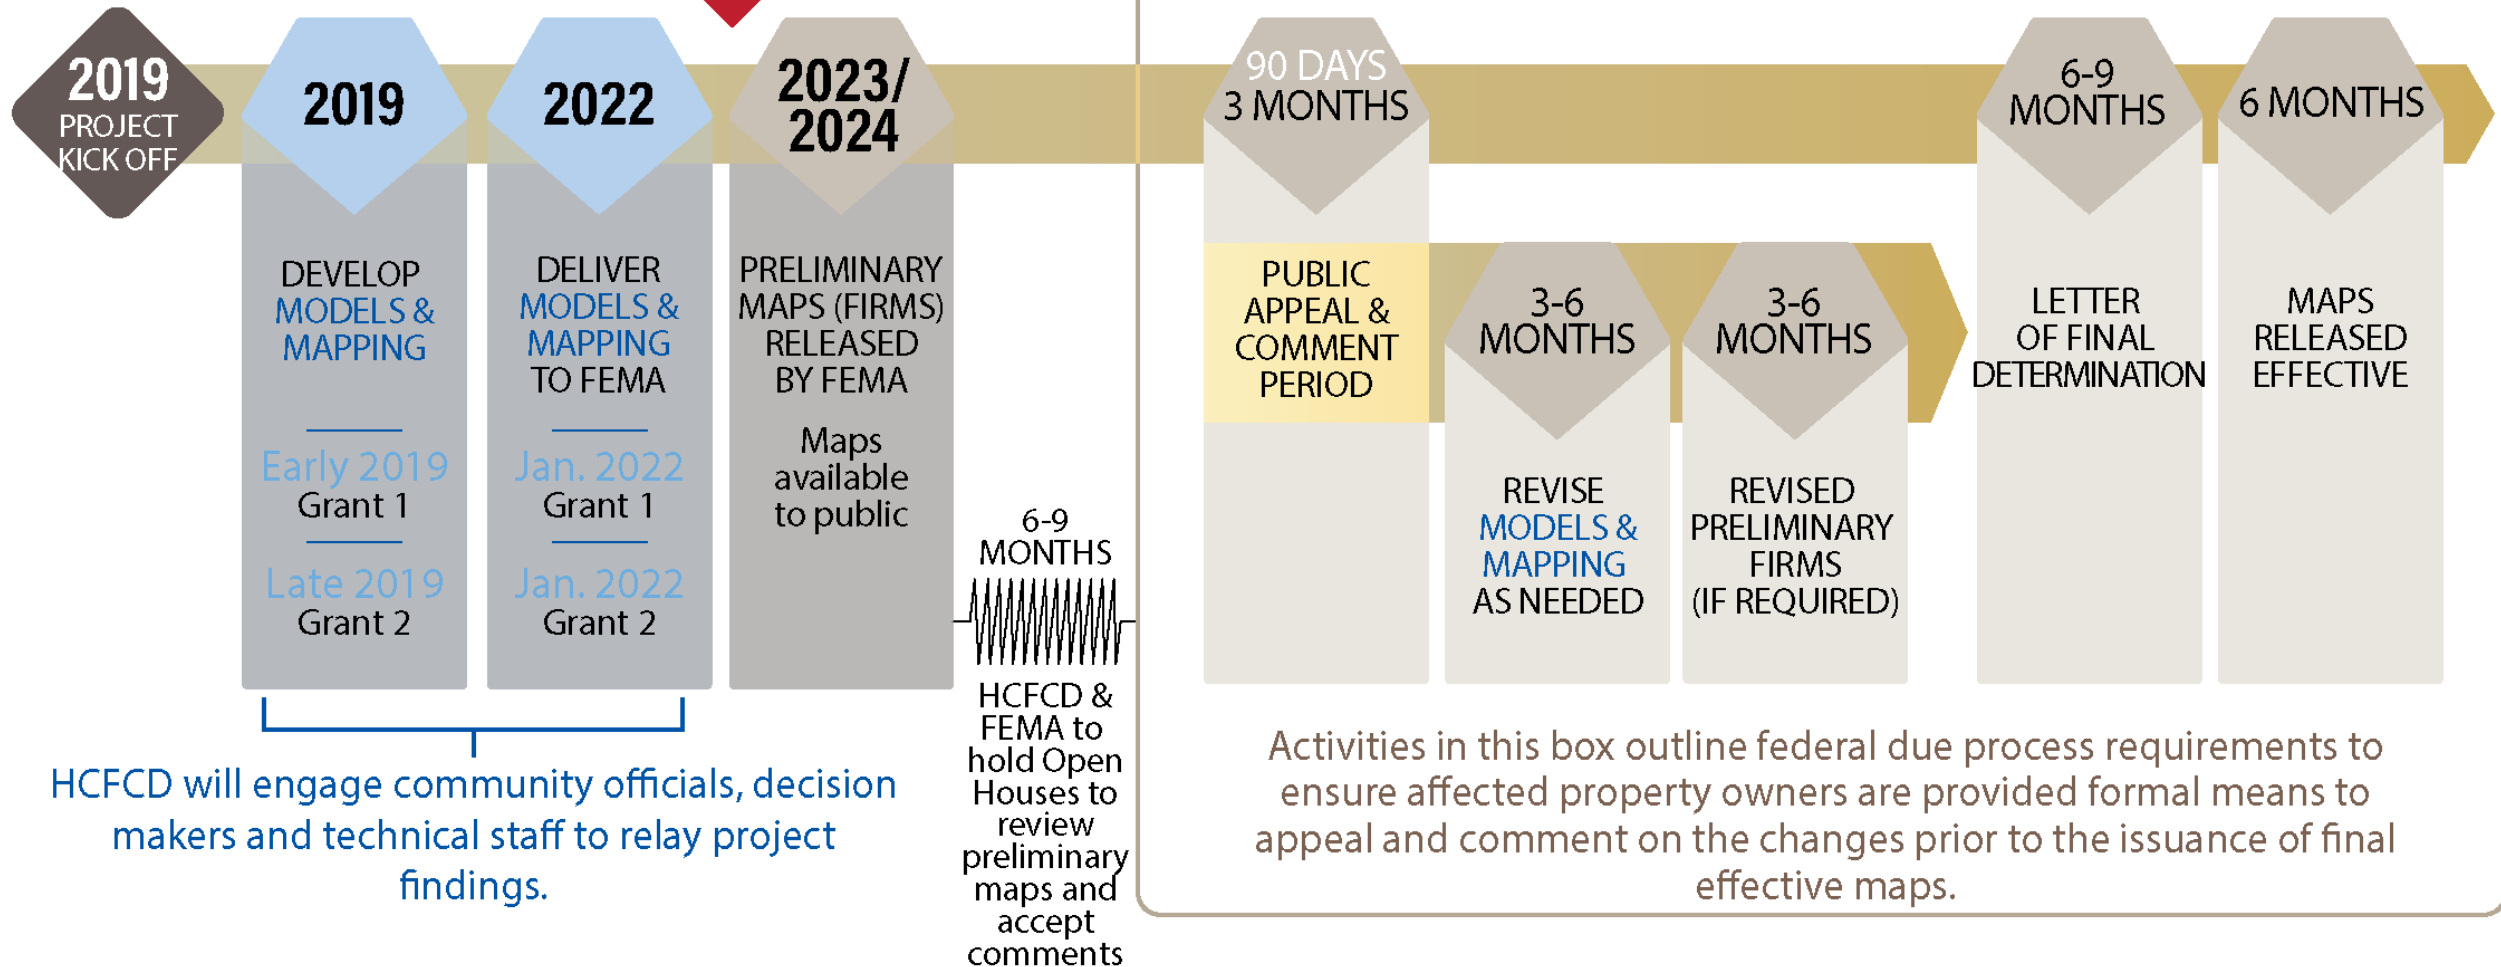 2019
PROJECT
KICK OFF
2019
DEVELOP
MODELS &
MAPPING
Early 2019
Grant 1
Late 2019
Grant 2
2022
DELIVER
MODELS &
MAPPING
TO FEMA
Jan. 2022
Grant 1
Jan. 2022
Grant 2
HCFCD will engage community officials, decision
makers and technical staff to relay project
findings.
2023/
2024
PRELIMINARY
MAPS (FIRMS)
RELEASED
BY FEMA
Maps
available
to public
6-9
MONTHS
HCFCD &
FEMA to
hold Open
Houses to
review
preliminary
maps and
accept
comments
90 DAYS
3 MONTHS
PUBLIC
APPEAL &
COMMENT
PERIOD
3-6
MONTHS
REVISE
MODELS &
MAPPING
AS NEEDED
3-6
MONTHS
REVISED
PRELIMINARY
FIRMS
(IF REQUIRED)
6-9
MONTHS
LETTER
OF FINAL
DETERMINATION
6 MONTHS
MAPS
RELEASED
EFFECTIVE
Activities in this box outline federal due process requirements to
ensure affected property owners are provided formal means to
appeal and comment on the changes prior to the issuance of final
effective maps.